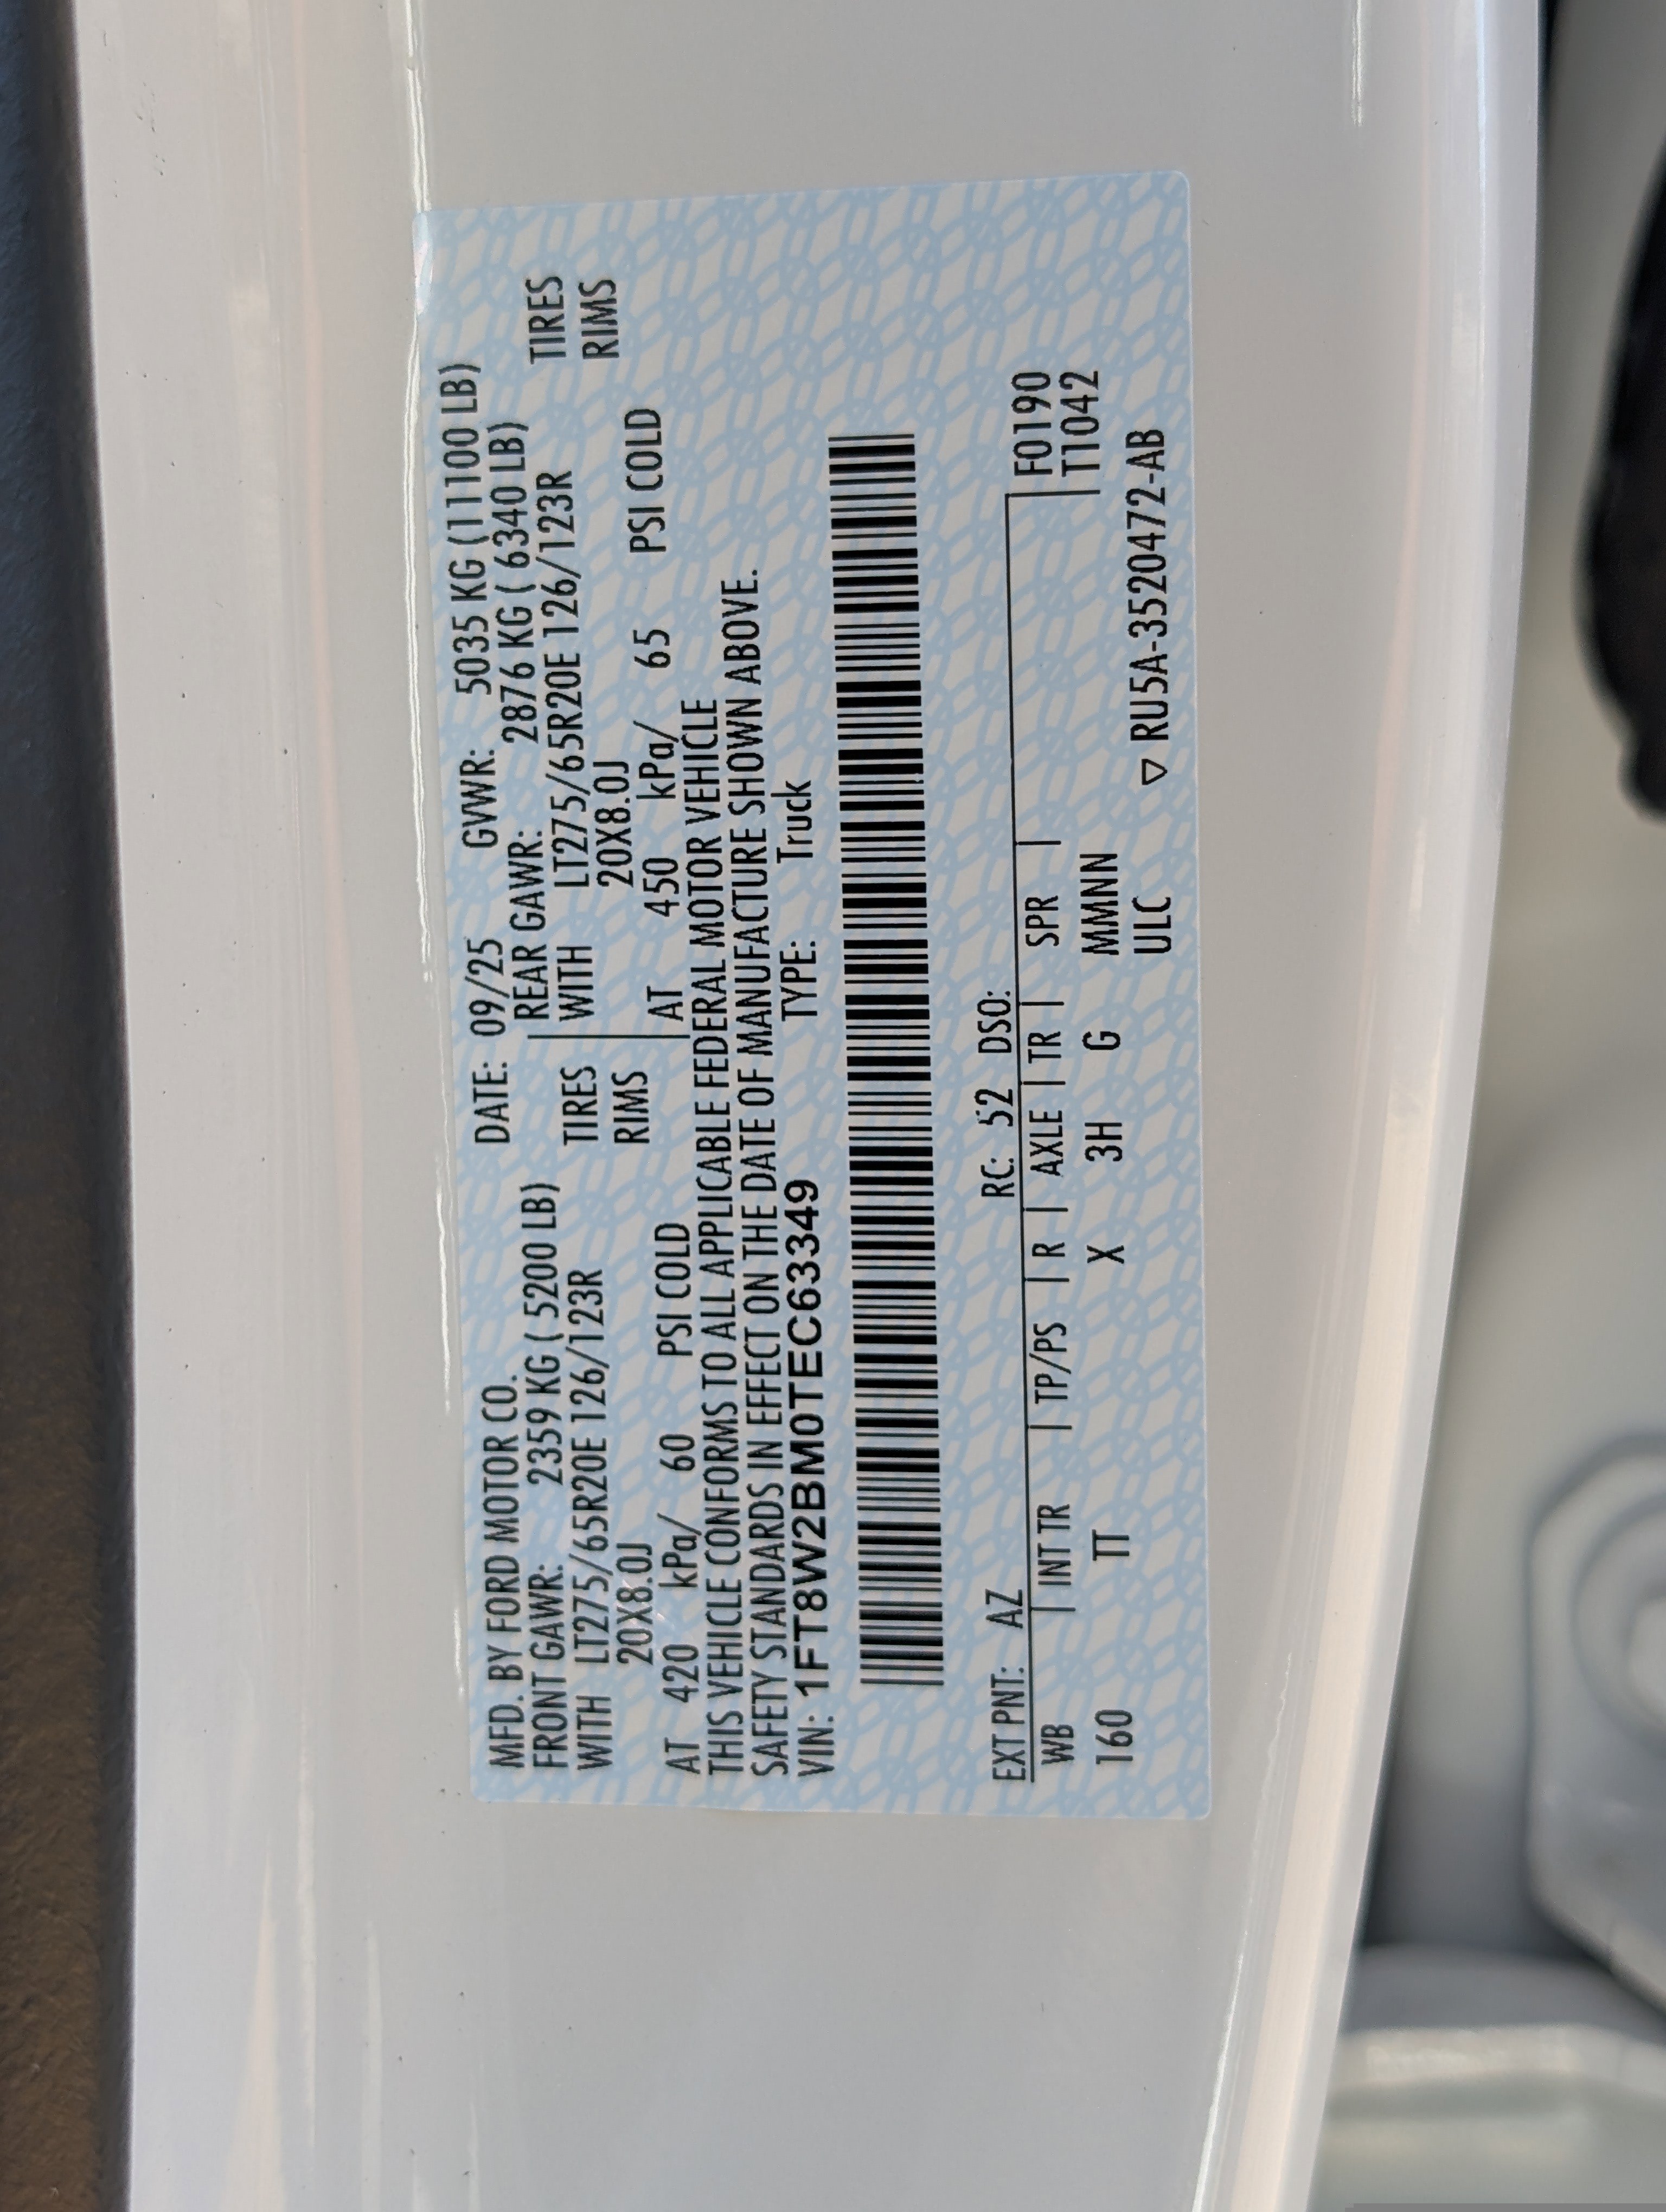 MFD. BY FORD MOTOR CO. DATE: 09/25 GVWR: 5035 KG (11100 LB)
FRONT GAWR: 2359 KG ( 5200 LB) REAR GAWR: 2876 KG ( 6340 LB)
WITH LT275/65R20E 126/123R TIRES WITH LT275/65R20E 126/123R TIRES
20X8.0J RIMS 20X8.0J RIMS
AT 420 kPa/ 60 PSI COLD AT 450 kPa/ 65 PSI COLD
THIS VEHICLE CONFORMS TO ALL APPLICABLE FEDERAL MOTOR VEHICLE
SAFETY STANDARDS IN EFFECT ON THE DATE OF MANUFACTURE SHOWN ABOVE.
VIN: 1FT8W2BM0TEC63349 TYPE: Truck
EXT PNT: AZ RC: 52 DSO:
WB | INT TR | TP/PS | R | AXLE | TR | SPR | F0190
T1042
160 TT X 3H G MMNN
ULC ▽ RU5A-3520472-AB